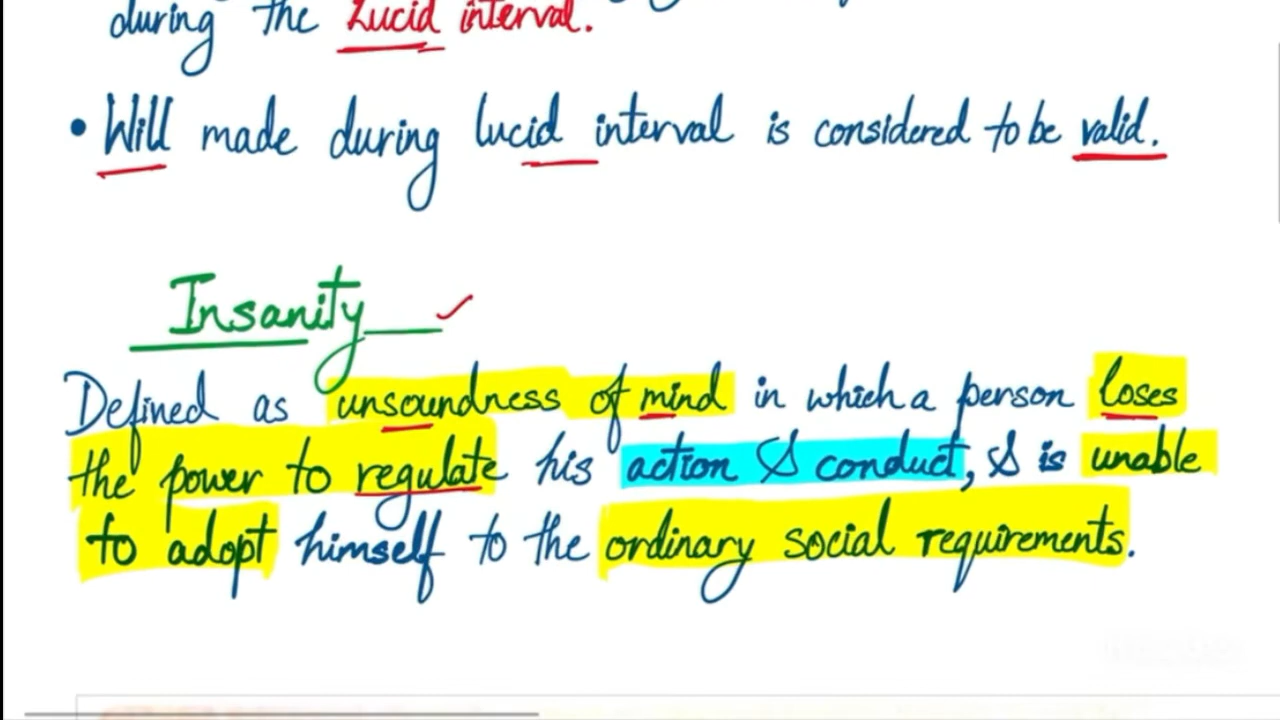 during the Lucid interval.
• Will made during lucid interval is considered to be valid.
Insanity
Defined as unsoundness of mind in which a person loses
the power to regulate his action & conduct, & is unable
to adopt himself to the ordinary social requirements.